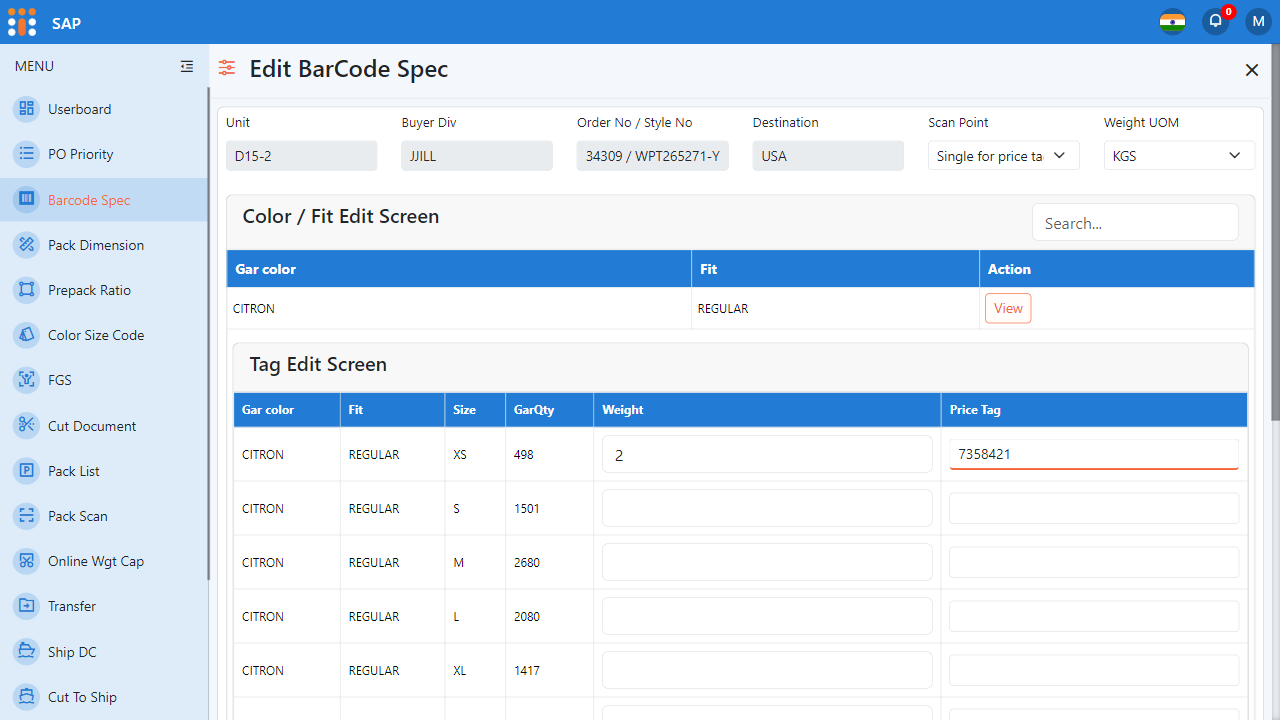 SAP
0
M
MENU
Edit BarCode Spec
Userboard
PO Priority
Barcode Spec
Pack Dimension
Prepack Ratio
Color Size Code
FGS
Cut Document
Pack List
Pack Scan
Online Wgt Cap
Transfer
Ship DC
Cut To Ship
Unit Buyer Div Order No / Style No Destination Scan Point Weight UOM
D15-2 JJILL 34309 / WPT265271-Y USA Single for price ta KGS
Color / Fit Edit Screen
Search...
Gar color Fit Action
CITRON REGULAR View
Tag Edit Screen
Gar color Fit Size GarQty Weight Price Tag
CITRON REGULAR XS 498 2 7358421
CITRON REGULAR S 1501
CITRON REGULAR M 2680
CITRON REGULAR L 2080
CITRON REGULAR XL 1417